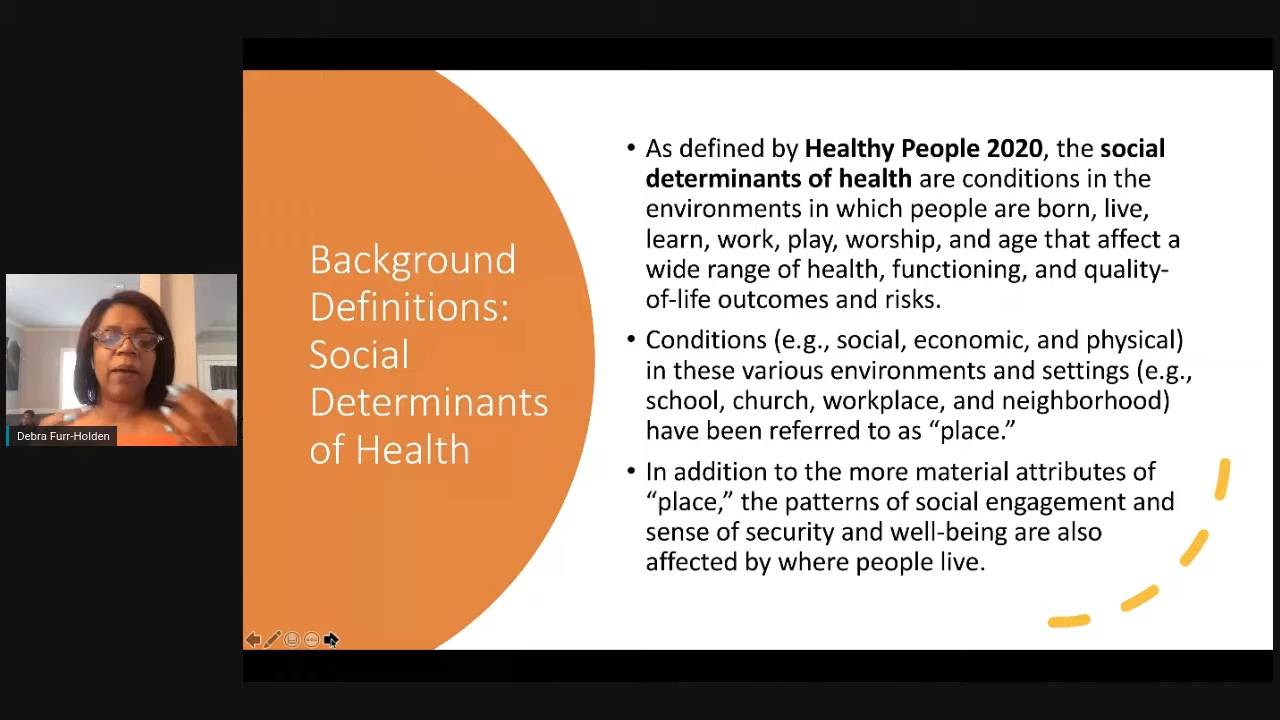 Background
Definitions:
Social
Determinants
of Health
• As defined by Healthy People 2020, the social
determinants of health are conditions in the
environments in which people are born, live,
learn, work, play, worship, and age that affect a
wide range of health, functioning, and quality-
of-life outcomes and risks.
• Conditions (e.g., social, economic, and physical)
in these various environments and settings (e.g.,
school, church, workplace, and neighborhood)
have been referred to as “place.”
• In addition to the more material attributes of
“place,” the patterns of social engagement and
sense of security and well-being are also
affected by where people live.
Debra Furr-Holden